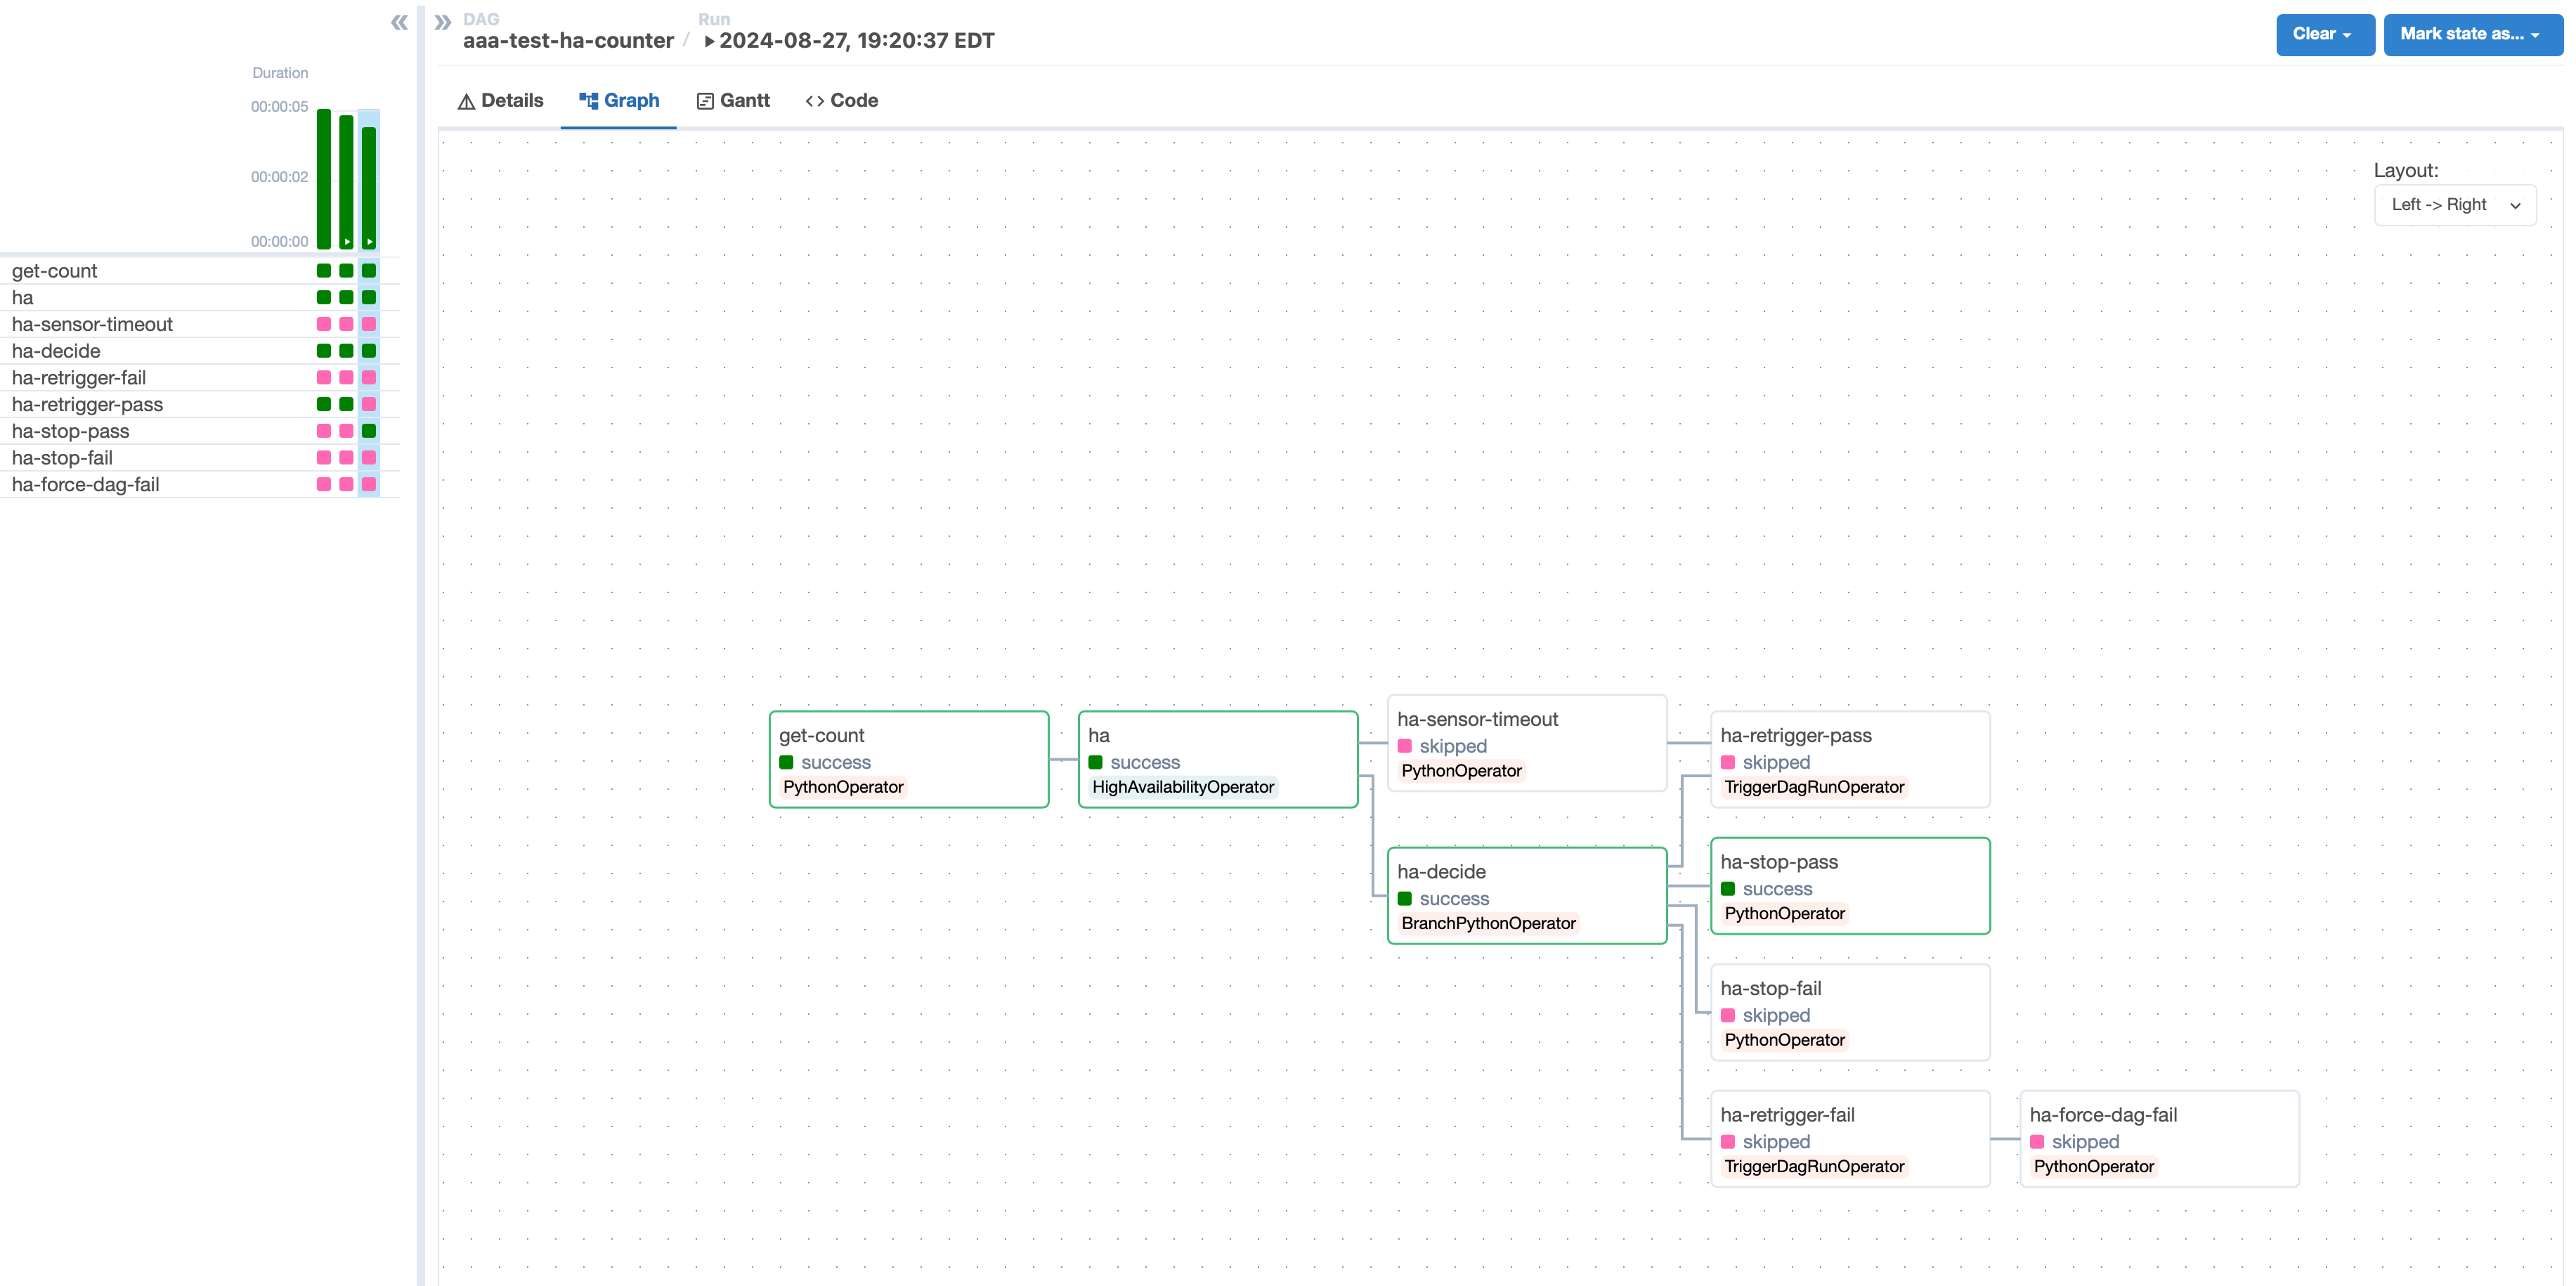 DAG
aaa-test-ha-counter /
Run
2024-08-27, 19:20:37 EDT
Clear
Mark state as...
Details
Graph
Gantt
Code
Duration
00:00:05
00:00:02
00:00:00
get-count
ha
ha-sensor-timeout
ha-decide
ha-retrigger-fail
ha-retrigger-pass
ha-stop-pass
ha-stop-fail
ha-force-dag-fail
Layout:
Left -> Right
get-count
success
PythonOperator
ha
success
HighAvailabilityOperator
ha-sensor-timeout
skipped
PythonOperator
ha-decide
success
BranchPythonOperator
ha-retrigger-pass
skipped
TriggerDagRunOperator
ha-stop-pass
success
PythonOperator
ha-stop-fail
skipped
PythonOperator
ha-retrigger-fail
skipped
TriggerDagRunOperator
ha-force-dag-fail
skipped
PythonOperator